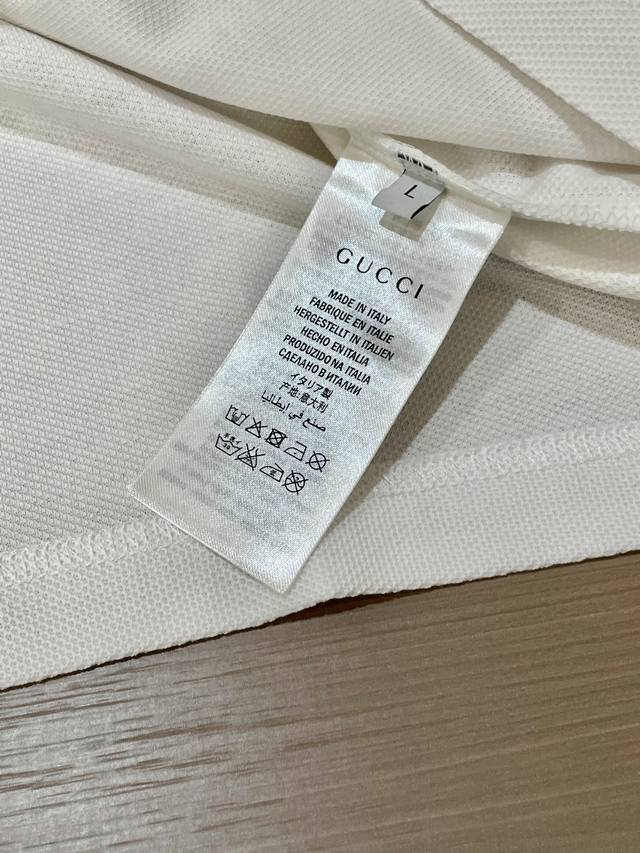 L
GUCCI
MADE IN ITALY
FABRIQUE EN ITALIE
HERGESTELLT IN ITALIEN
HECHO EN ITALIA
PRODUZIDO NA ITALIA
СДЕЛАНО В ИТАЛИИ
イタリア製
产地:意大利
صنع في إيطاليا